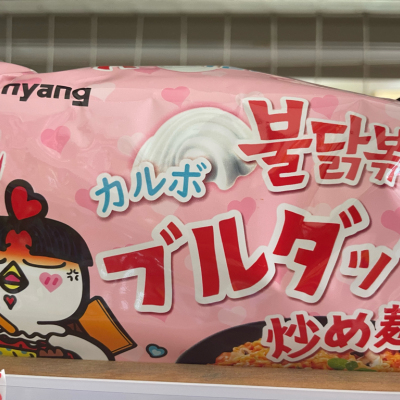 nyang
불닭볶
カルボ
ブルダッ
炒め麺